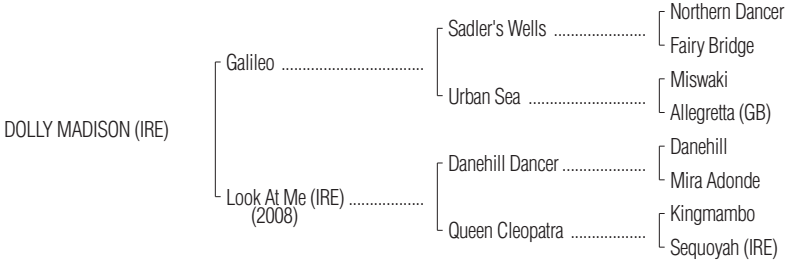 Northern Dancer
Sadler's Wells ......................
Fairy Bridge
Galileo ..................................
Miswaki
Urban Sea ............................
Allegretta (GB)
DOLLY MADISON (IRE)
Danehill
Danehill Dancer ....................
Mira Adonde
Look At Me (IRE) ..................
(2008)
Kingmambo
Queen Cleopatra ..................
Sequoyah (IRE)